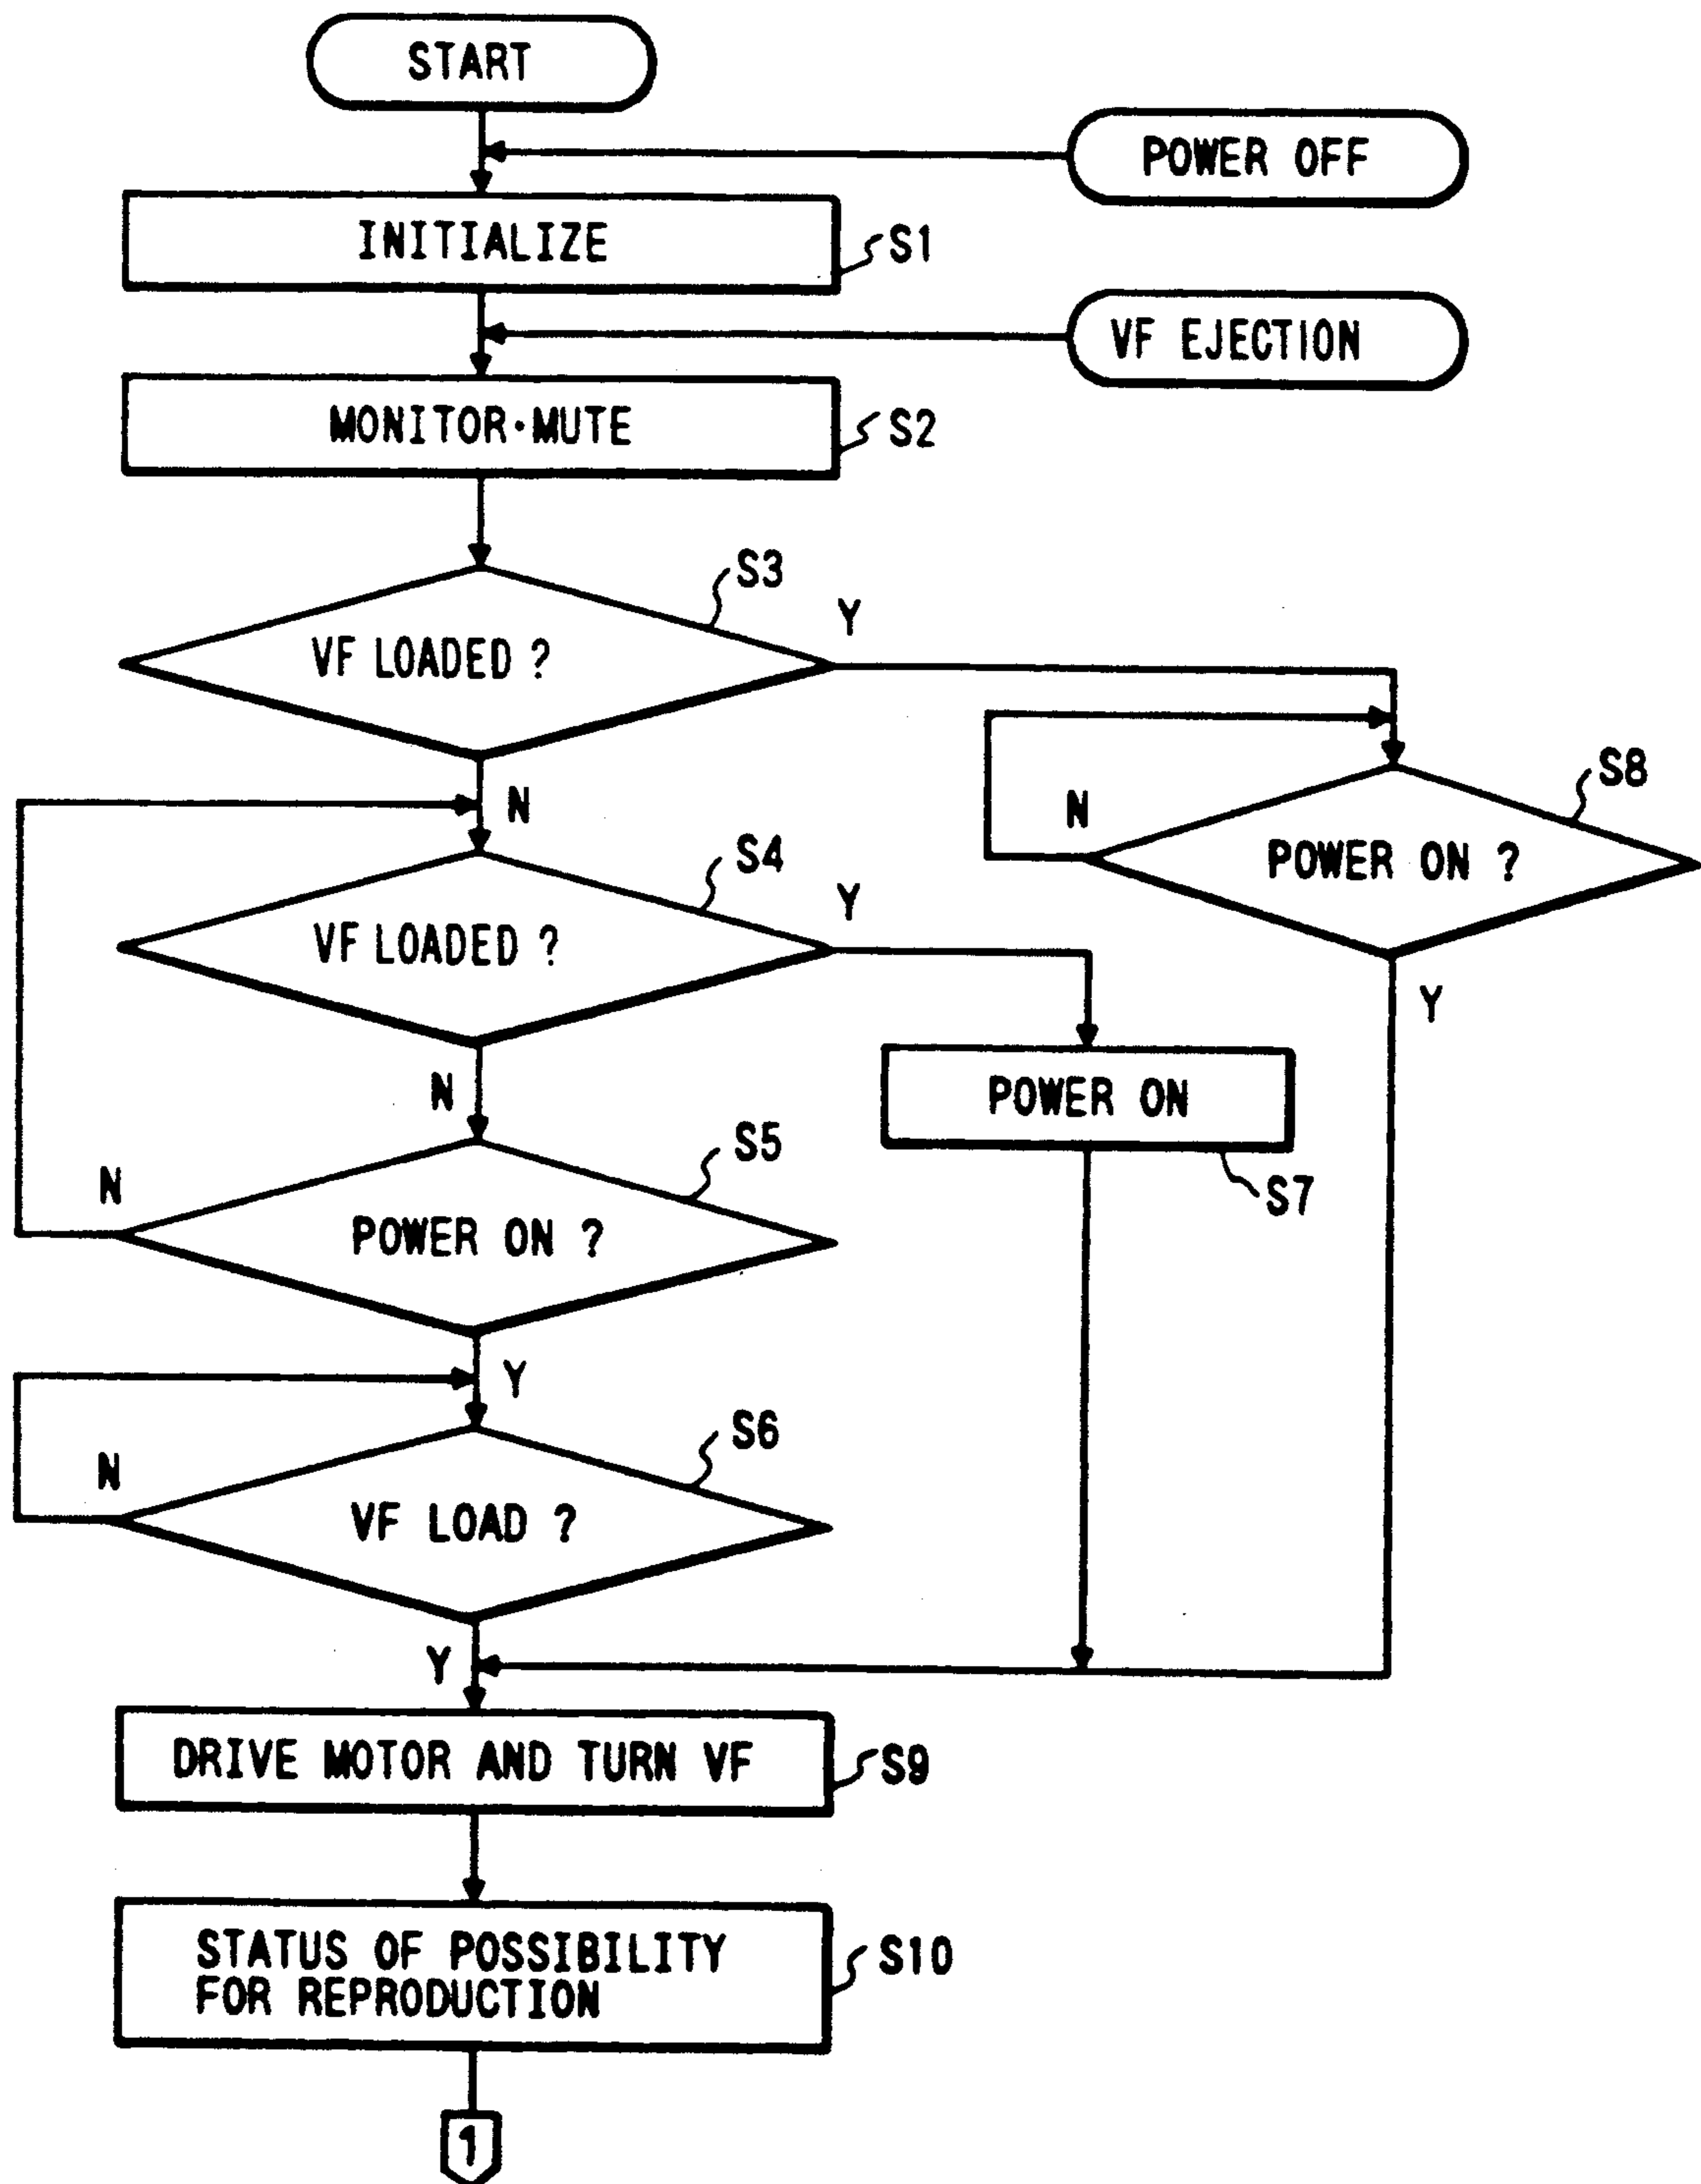 START
POWER OFF
INITIALIZE
S1
VF EJECTION
MONITOR·MUTE
S2
S3
VF LOADED ?
Y
N
S8
POWER ON ?
N
Y
S4
VF LOADED ?
Y
N
POWER ON
S7
S5
N
POWER ON ?
Y
S6
N
VF LOAD ?
Y
DRIVE MOTOR AND TURN VF
S9
STATUS OF POSSIBILITY
FOR REPRODUCTION
S10
1